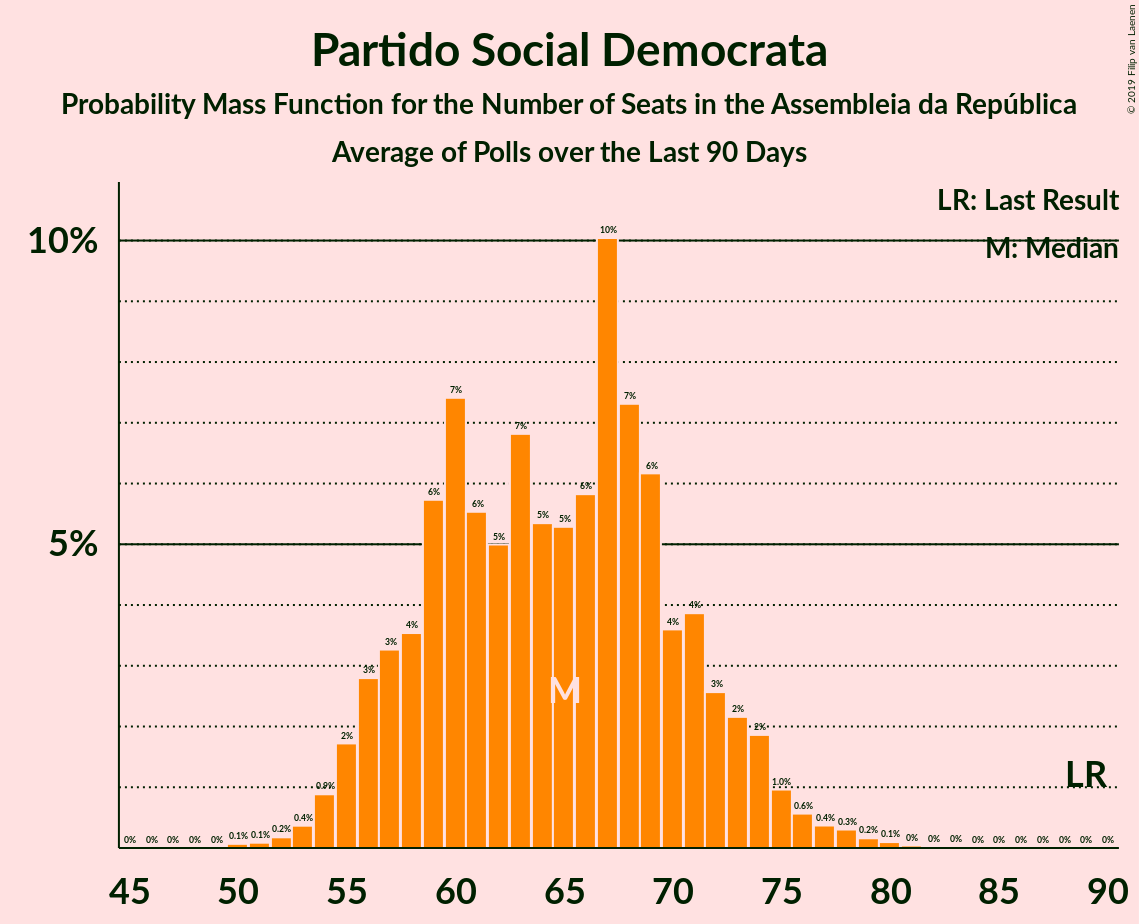 Partido Social Democrata
Probability Mass Function for the Number of Seats in the Assembleia da República
Average of Polls over the Last 90 Days
© 2019 Filip van Laenen
LR: Last Result
M: Median
10%
5%
0% 0% 0% 0% 0% 0.1% 0.1% 0.2% 0.4% 0.9% 2% 3% 3% 4% 6% 7% 6% 5% 7% 5% 5% 6% 10% 7% 6% 4% 4% 3% 2% 2% 1.0% 0.6% 0.4% 0.3% 0.2% 0.1% 0% 0% 0% 0% 0% 0% 0% 0% 0% 0%
M
LR
45 50 55 60 65 70 75 80 85 90